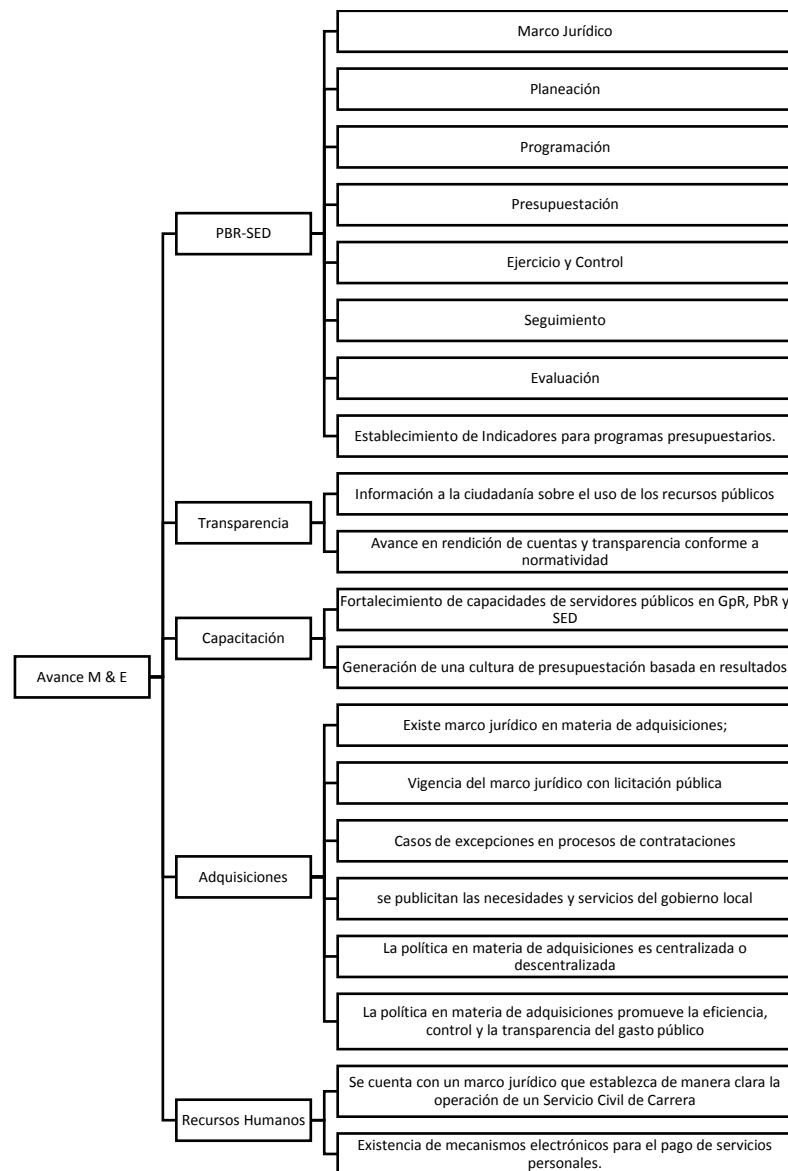 Avance M & E
PBR-SED
Marco Jurídico
Planeación
Programación
Presupuestación
Ejercicio y Control
Seguimiento
Evaluación
Establecimiento de Indicadores para programas presupuestarios.
Transparencia
Información a la ciudadanía sobre el uso de los recursos públicos
Avance en rendición de cuentas y transparencia conforme a
normatividad
Capacitación
Fortalecimiento de capacidades de servidores públicos en GpR, PbR y
SED
Generación de una cultura de presupuestación basada en resultados
Adquisiciones
Existe marco jurídico en materia de adquisiciones;
Vigencia del marco jurídico con licitación pública
Casos de excepciones en procesos de contrataciones
se publicitan las necesidades y servicios del gobierno local
La política en materia de adquisiciones es centralizada o
descentralizada
La política en materia de adquisiciones promueve la eficiencia,
control y la transparencia del gasto público
Recursos Humanos
Se cuenta con un marco jurídico que establezca de manera clara la
operación de un Servicio Civil de Carrera
Existencia de mecanismos electrónicos para el pago de servicios
personales.